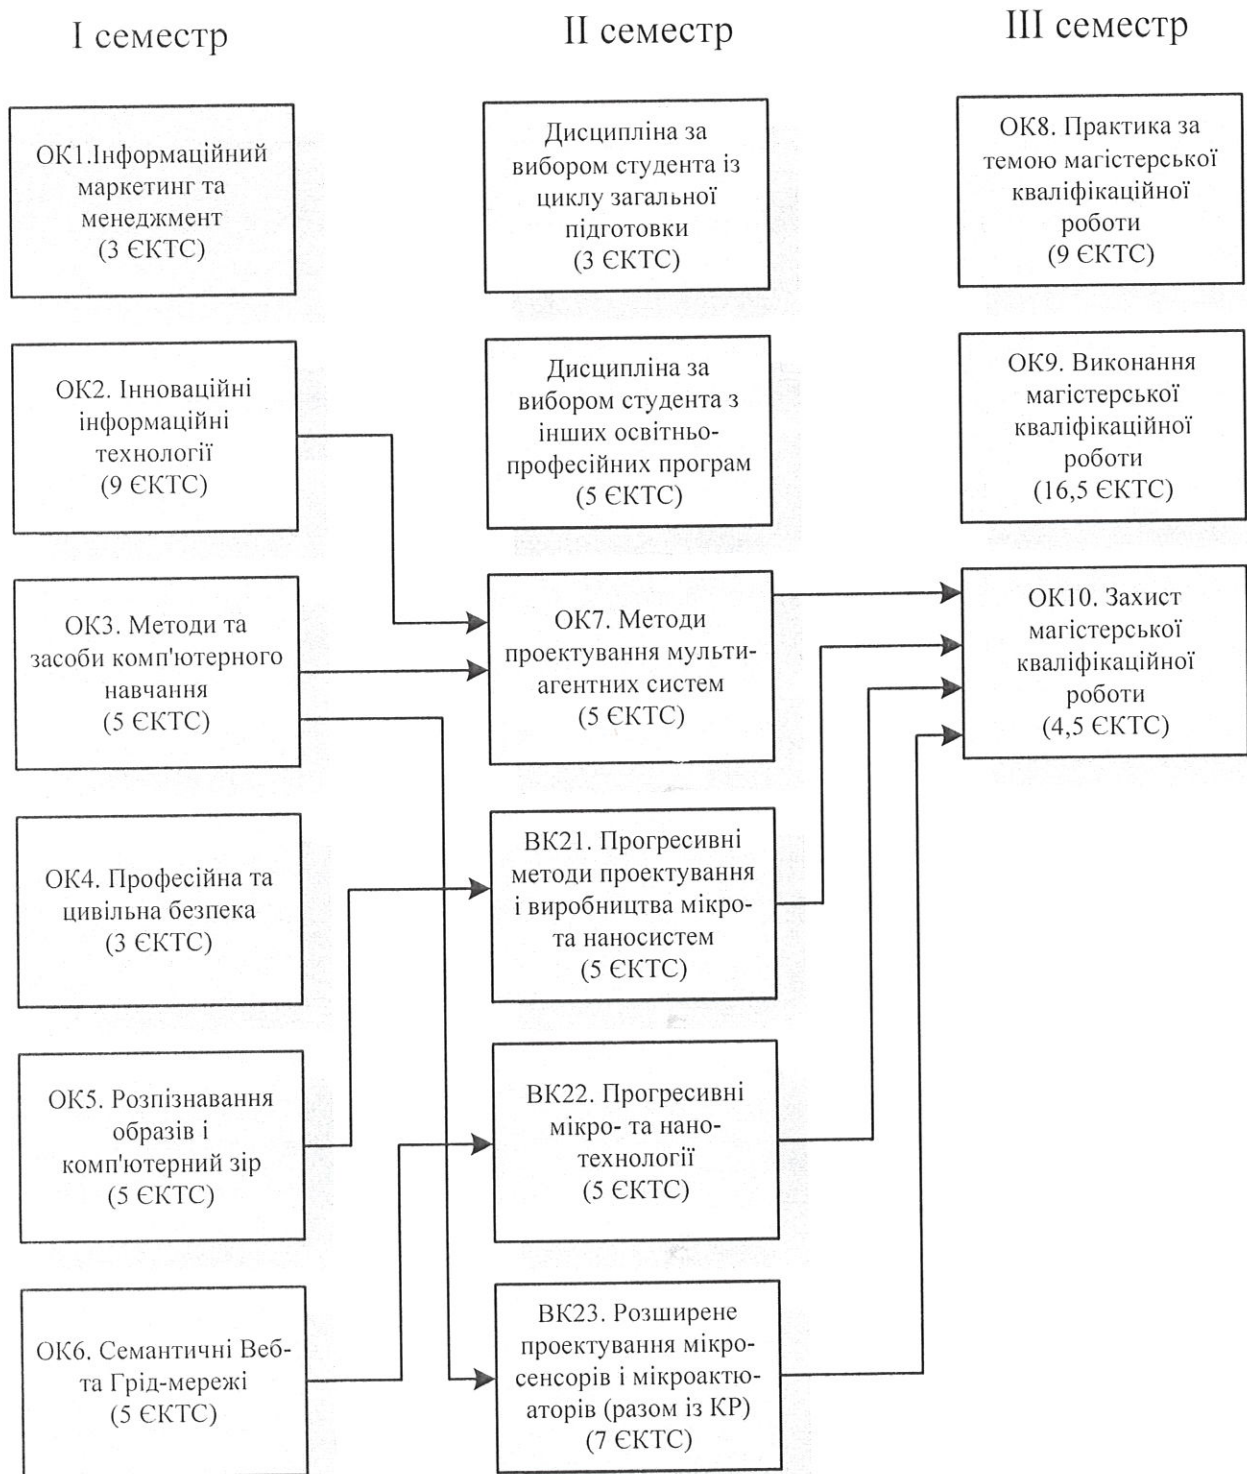 І семестр
ІІ семестр
ІІІ семестр
ОК1.Інформаційний
маркетинг та
менеджмент
(3 ЄКТС)
Дисципліна за
вибором студента із
циклу загальної
підготовки
(3 ЄКТС)
ОК8. Практика за
темою магістерської
кваліфікаційної
роботи
(9 ЄКТС)
ОК2. Інноваційні
інформаційні
технології
(9 ЄКТС)
Дисципліна за
вибором студента з
інших освітньо-
професійних програм
(5 ЄКТС)
ОК9. Виконання
магістерської
кваліфікаційної
роботи
(16,5 ЄКТС)
ОК3. Методи та
засоби комп'ютерного
навчання
(5 ЄКТС)
ОК7. Методи
проектування мульти-
агентних систем
(5 ЄКТС)
ОК10. Захист
магістерської
кваліфікаційної
роботи
(4,5 ЄКТС)
ОК4. Професійна та
цивільна безпека
(3 ЄКТС)
ВК21. Прогресивні
методи проектування
і виробництва мікро-
та наносистем
(5 ЄКТС)
ОК5. Розпізнавання
образів і
комп'ютерний зір
(5 ЄКТС)
ВК22. Прогресивні
мікро- та нано-
технології
(5 ЄКТС)
ОК6. Семантичні Веб-
та Грід-мережі
(5 ЄКТС)
ВК23. Розширене
проектування мікро-
сенсорів і мікроактю-
аторів (разом із КР)
(7 ЄКТС)